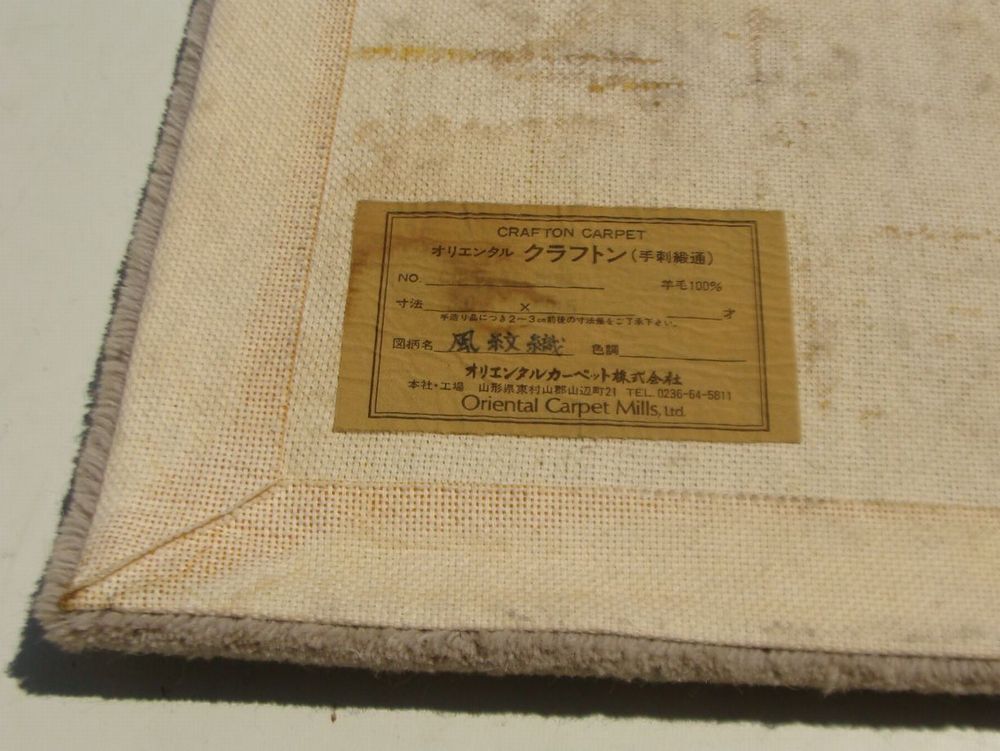 CRAFTON CARPET
オリエンタル クラフトン(手刺緞通)
NO. 羊毛100%
寸法 × 才
手造り品につき2〜3cm前後の寸法差をご了承下さい。
図柄名 風紋織 色調
オリエンタルカーペット株式会社
本社・工場 山形県東村山郡山辺町21 TEL. 0236-64-5811
Oriental Carpet Mills, Ltd.